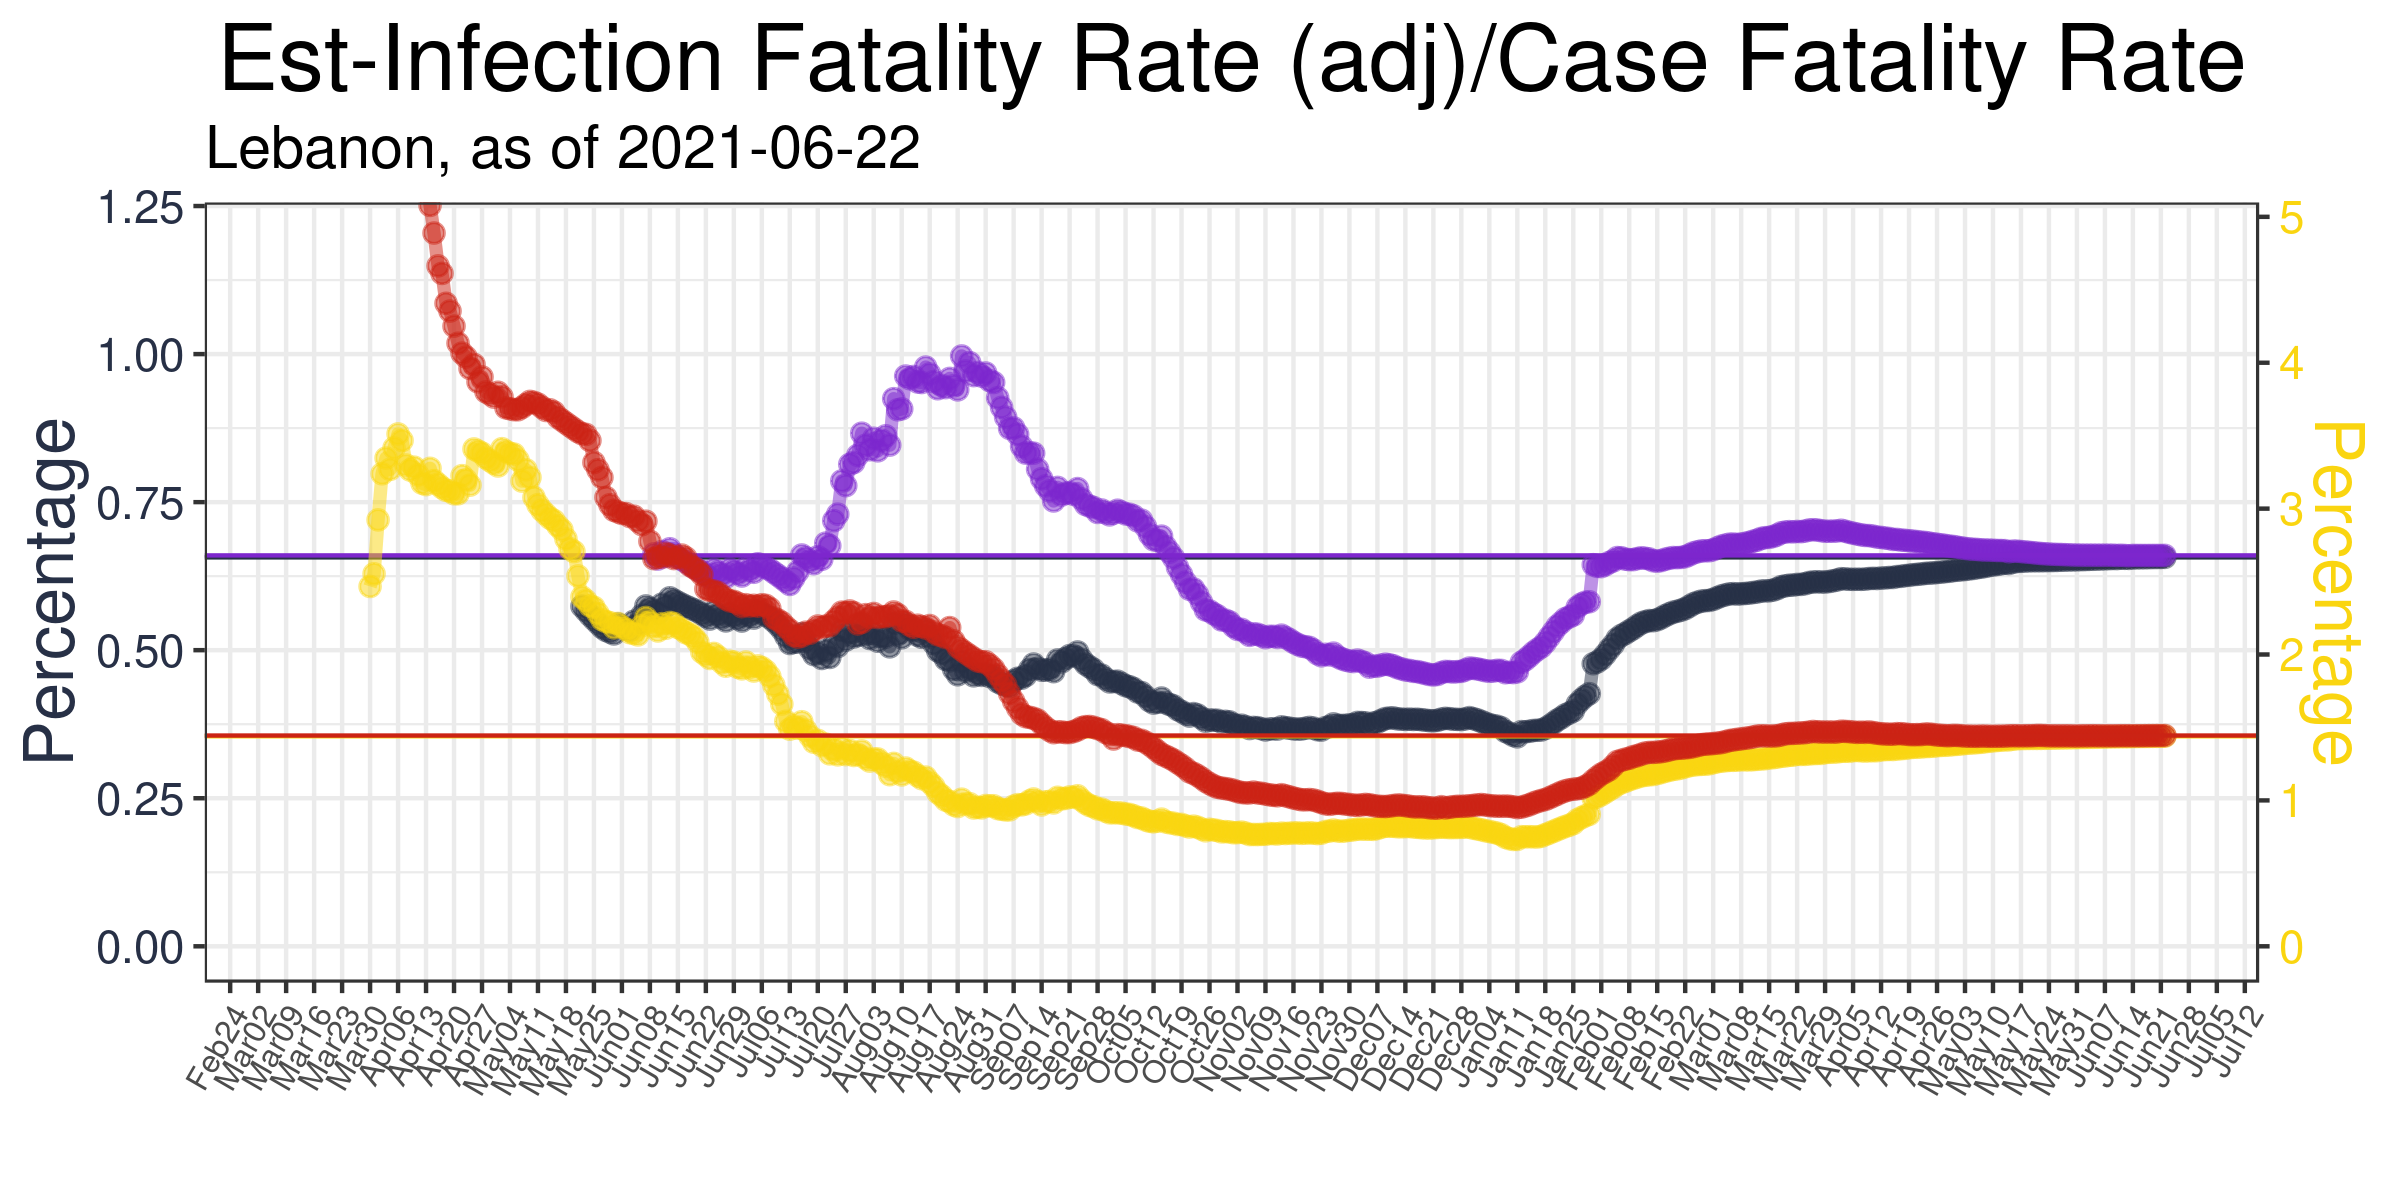 Est-Infection Fatality Rate (adj)/Case Fatality Rate
Lebanon, as of 2021-06-22
Percentage
1.25
1.00
0.75
0.50
0.25
0.00
5
4
3
2
1
0
Percentage
Feb24
Mar02
Mar09
Mar16
Mar23
Mar30
Apr06
Apr13
Apr20
Apr27
May04
May11
May18
May25
Jun01
Jun08
Jun15
Jun22
Jun29
Jul06
Jul13
Jul20
Jul27
Aug03
Aug10
Aug17
Aug24
Aug31
Sep07
Sep14
Sep21
Sep28
Oct05
Oct12
Oct19
Oct26
Nov02
Nov09
Nov16
Nov23
Nov30
Dec07
Dec14
Dec21
Dec28
Jan04
Jan11
Jan18
Jan25
Feb01
Feb08
Feb15
Feb22
Mar01
Mar08
Mar15
Mar22
Mar29
Apr05
Apr12
Apr19
Apr26
May03
May10
May17
May24
May31
Jun07
Jun14
Jun21
Jun28
Jul05
Jul12